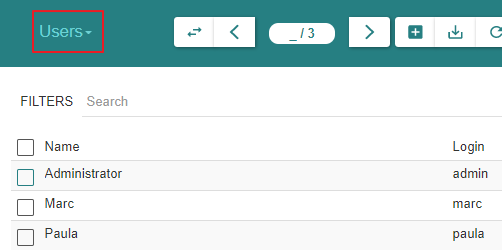 Users
_ / 3
FILTERS Search
Name Login
Administrator admin
Marc marc
Paula paula